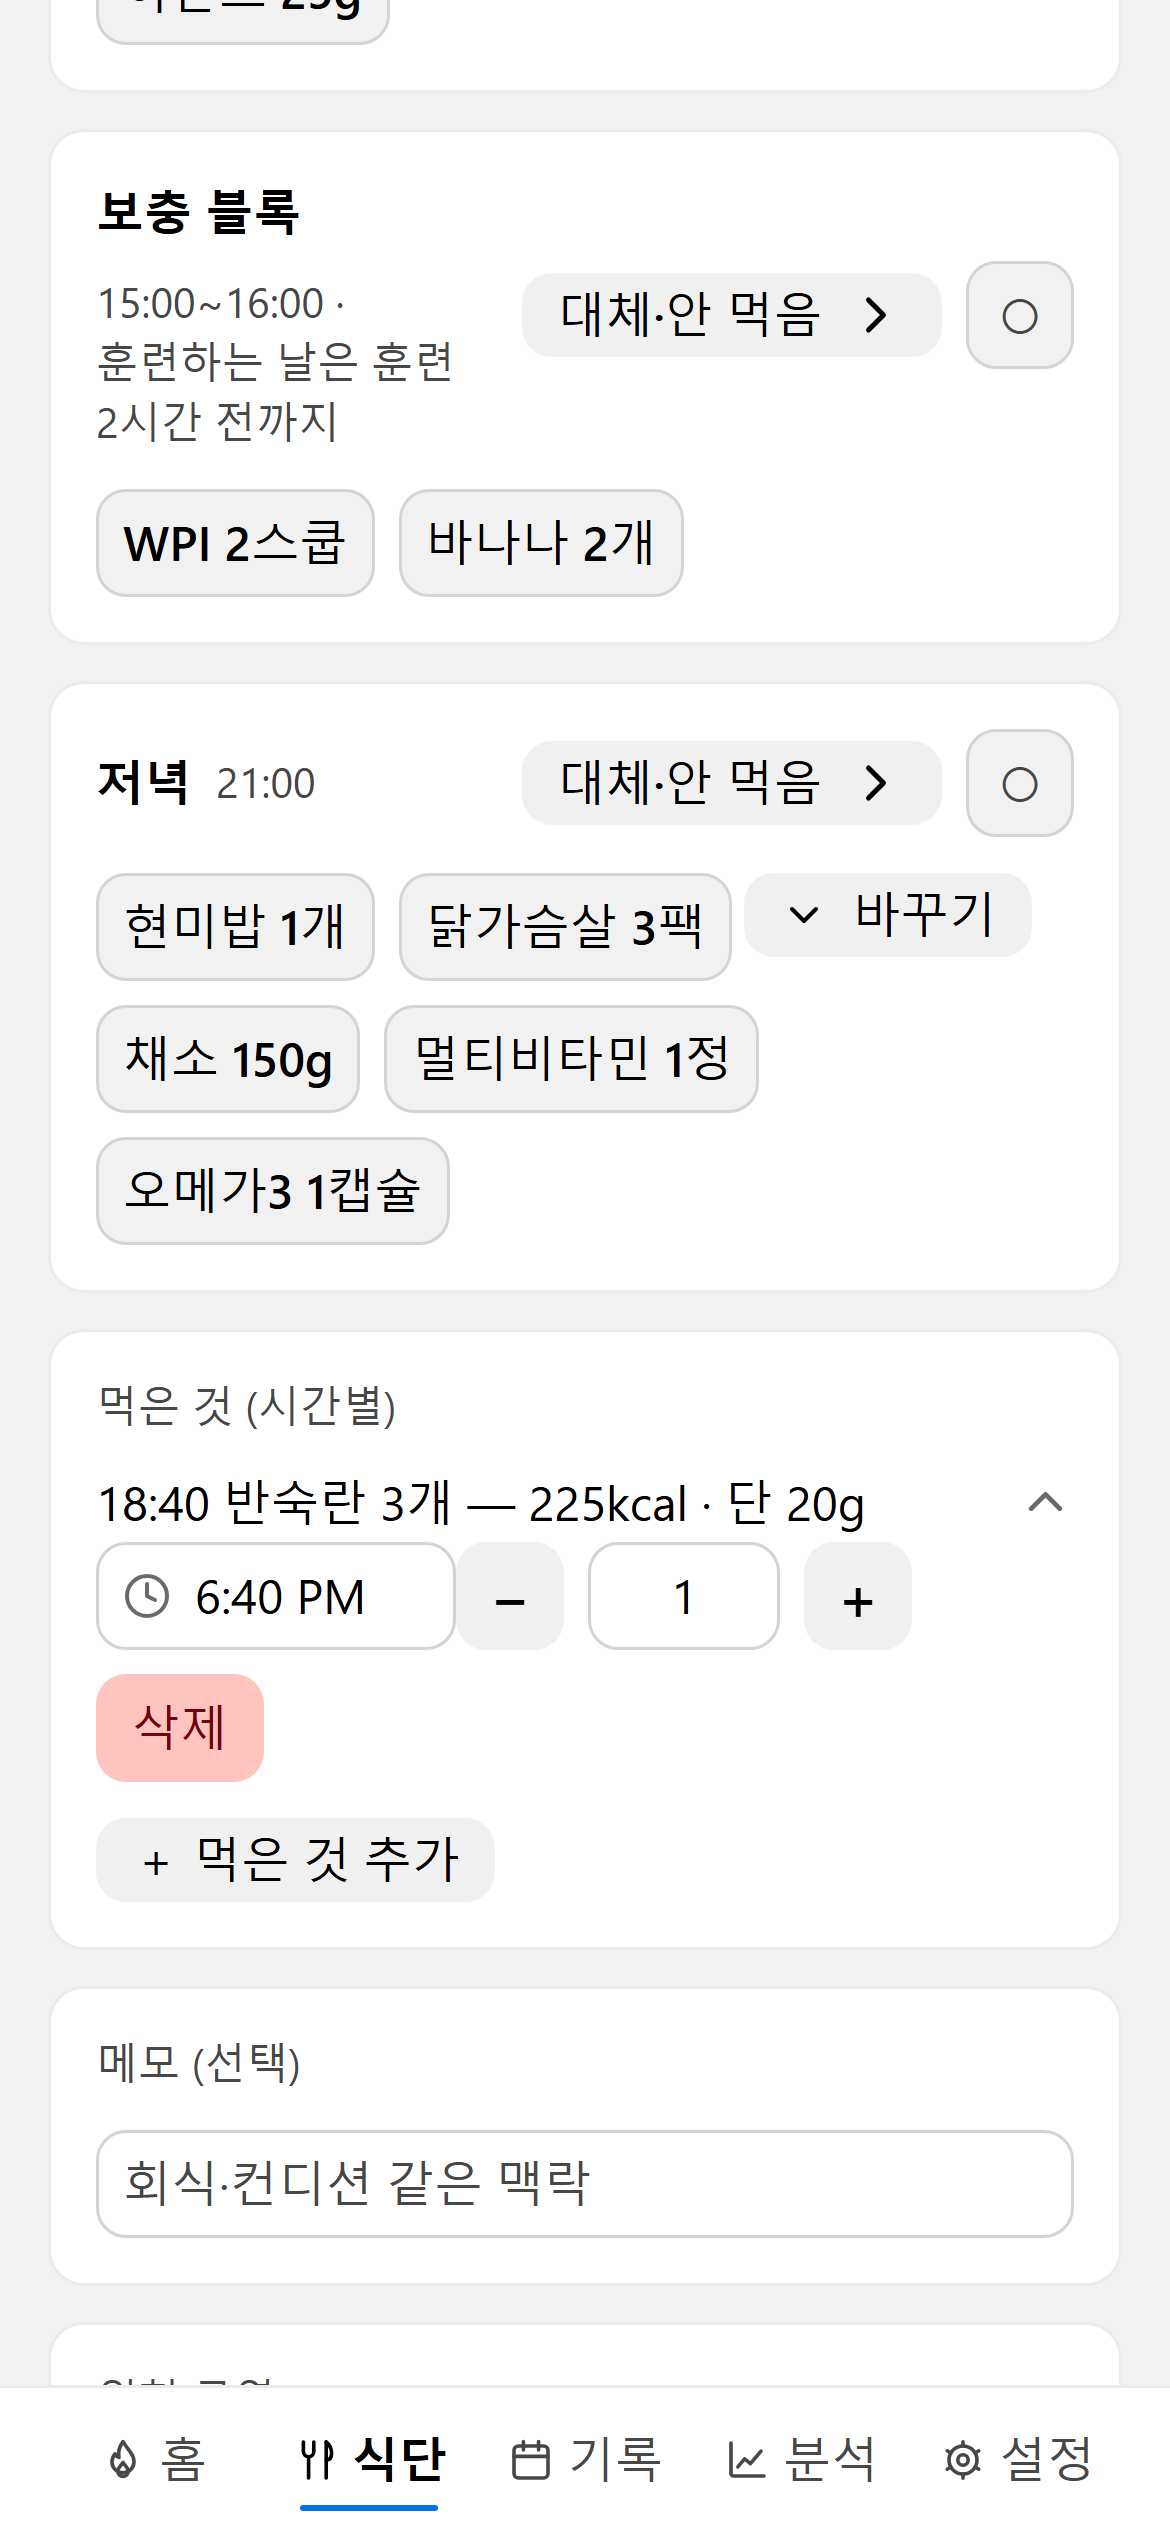 25g
보충 블록
15:00~16:00 ·
훈련하는 날은 훈련
2시간 전까지
대체·안 먹음
WPI 2스쿱
바나나 2개
저녁 21:00
대체·안 먹음
현미밥 1개
닭가슴살 3팩
바꾸기
채소 150g
멀티비타민 1정
오메가3 1캡슐
먹은 것 (시간별)
18:40 반숙란 3개 — 225kcal · 단 20g
6:40 PM
−
1
+
삭제
+ 먹은 것 추가
메모 (선택)
회식·컨디션 같은 맥락
홈
식단
기록
분석
설정